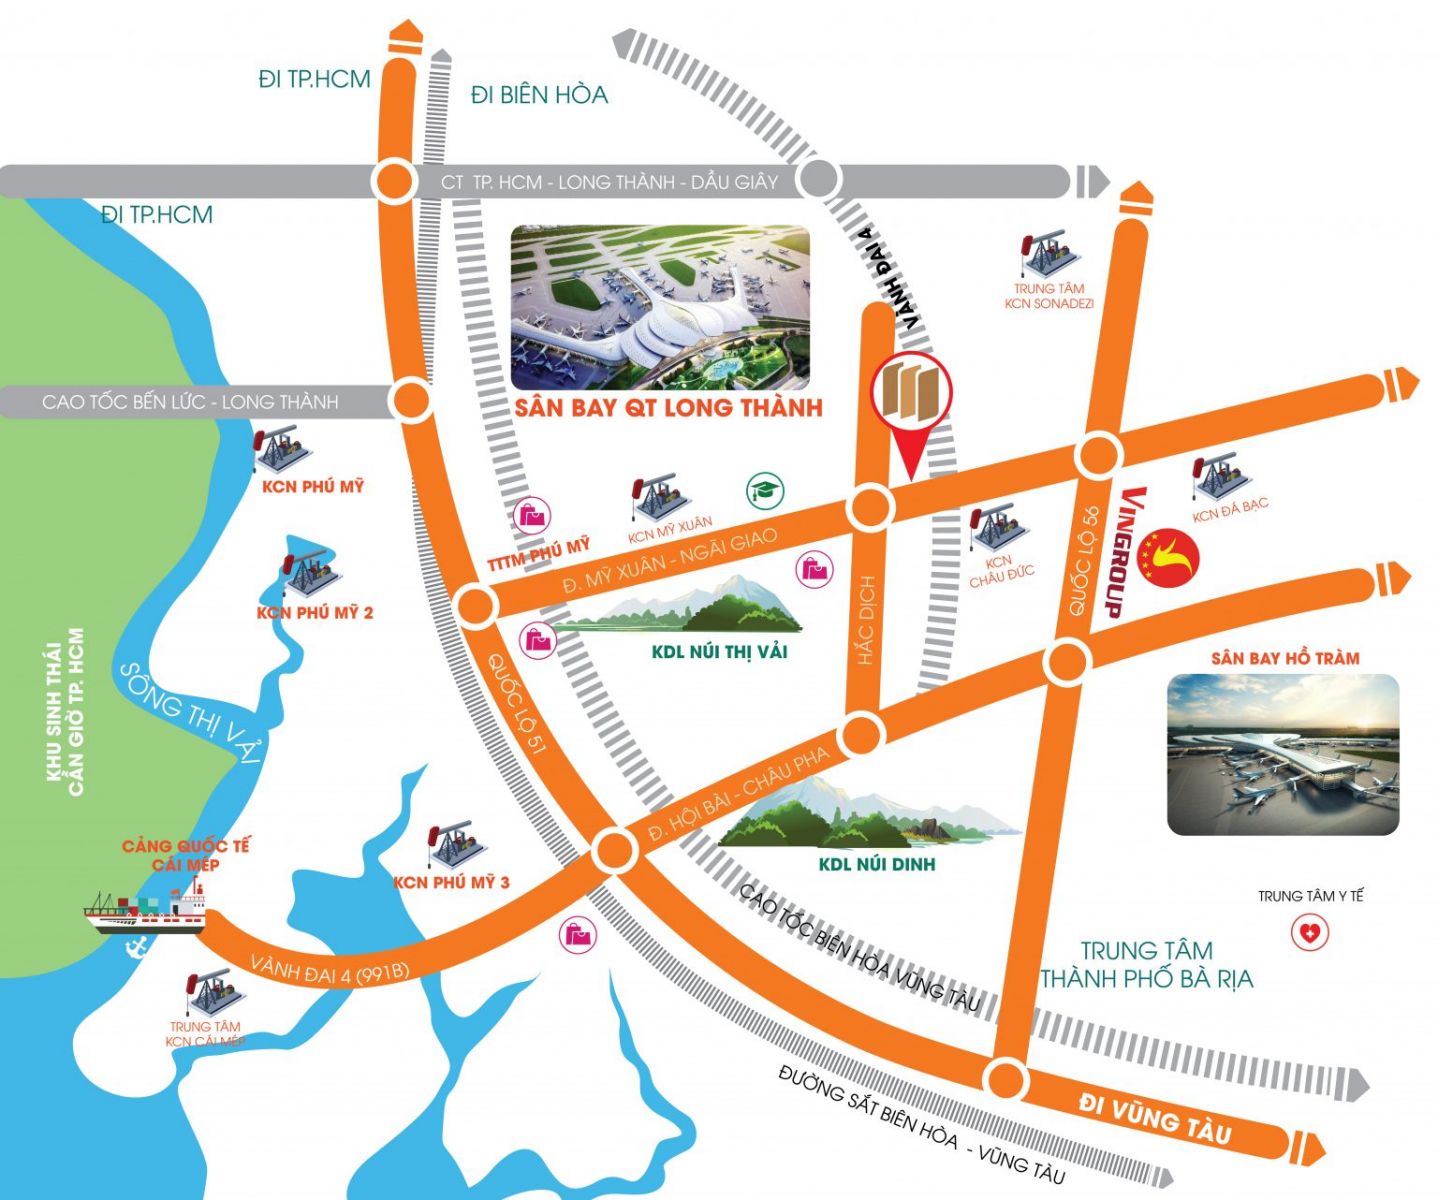 ĐI TP.HCM
ĐI BIÊN HÒA
CT TP. HCM - LONG THÀNH - DẦU GIÂY
ĐI TP.HCM
VÀNH ĐAI 4
TRUNG TÂM
KCN SONADEZI
CAO TỐC BẾN LỨC - LONG THÀNH
SÂN BAY QT LONG THÀNH
KCN PHÚ MỸ
KCN MỸ XUÂN
KCN ĐÁ BẠC
TTTM PHÚ MỸ
Đ. MỸ XUÂN - NGÃI GIAO
KCN
CHÂU ĐỨC
QUỐC LỘ 56
VINGROUP
KCN PHÚ MỸ 2
HẮC DỊCH
KDL NÚI THỊ VẢI
SÂN BAY HỒ TRÀM
KHU SINH THÁI
CẦN GIỜ TP. HCM
SÔNG THỊ VẢI
QUỐC LỘ 51
Đ. HỘI BÀI - CHÂU PHA
CẢNG QUỐC TẾ
CÁI MÉP
KCN PHÚ MỸ 3
KDL NÚI DINH
TRUNG TÂM Y TẾ
CAO TỐC BIÊN HÒA VŨNG TÀU
TRUNG TÂM
THÀNH PHỐ BÀ RỊA
VÀNH ĐAI 4 (991B)
TRUNG TÂM
KCN CÁI MÉP
ĐƯỜNG SẮT BIÊN HÒA - VŨNG TÀU
ĐI VŨNG TÀU